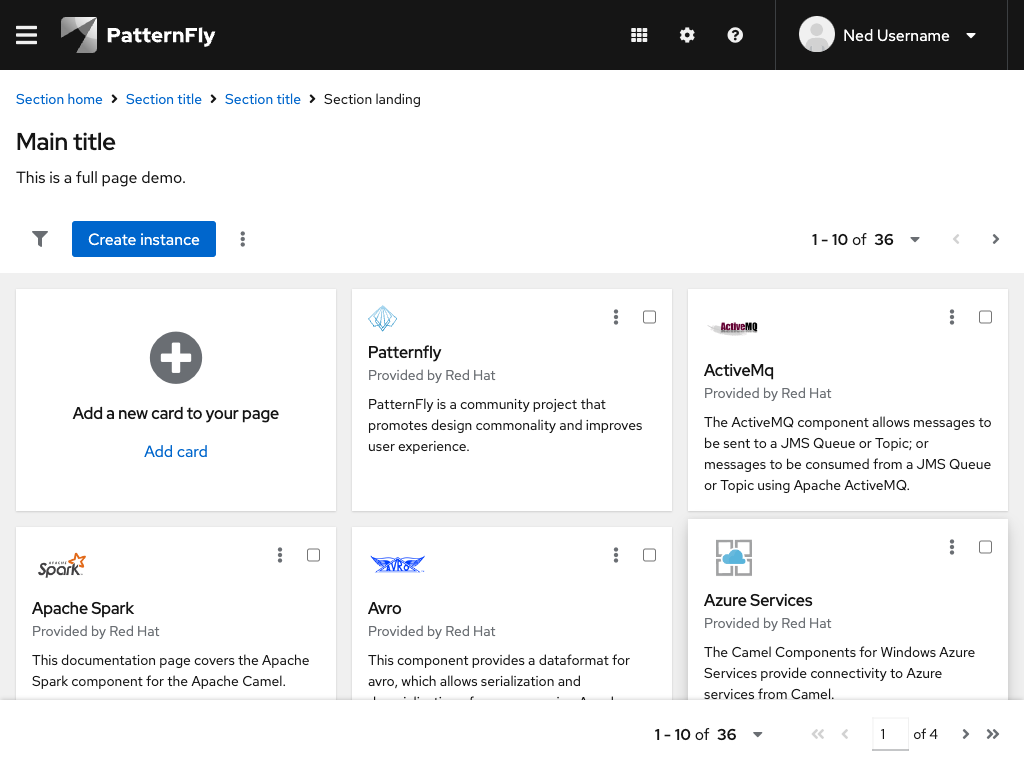 PatternFly
Ned Username
Section home
Section title
Section title
Section landing
Main title
This is a full page demo.
Create instance
1 - 10 of 36
Add a new card to your page
Add card
Patternfly
Provided by Red Hat
PatternFly is a community project that
promotes design commonality and improves
user experience.
ActiveMQ
ActiveMq
Provided by Red Hat
The ActiveMQ component allows messages to
be sent to a JMS Queue or Topic; or
messages to be consumed from a JMS Queue
or Topic using Apache ActiveMQ.
APACHE
Spark
Apache Spark
Provided by Red Hat
This documentation page covers the Apache
Spark component for the Apache Camel.
AVRO
Avro
Provided by Red Hat
This component provides a dataformat for
avro, which allows serialization and
Azure Services
Provided by Red Hat
The Camel Components for Windows Azure
Services provide connectivity to Azure
services from Camel.
1 - 10 of 36
1 of 4